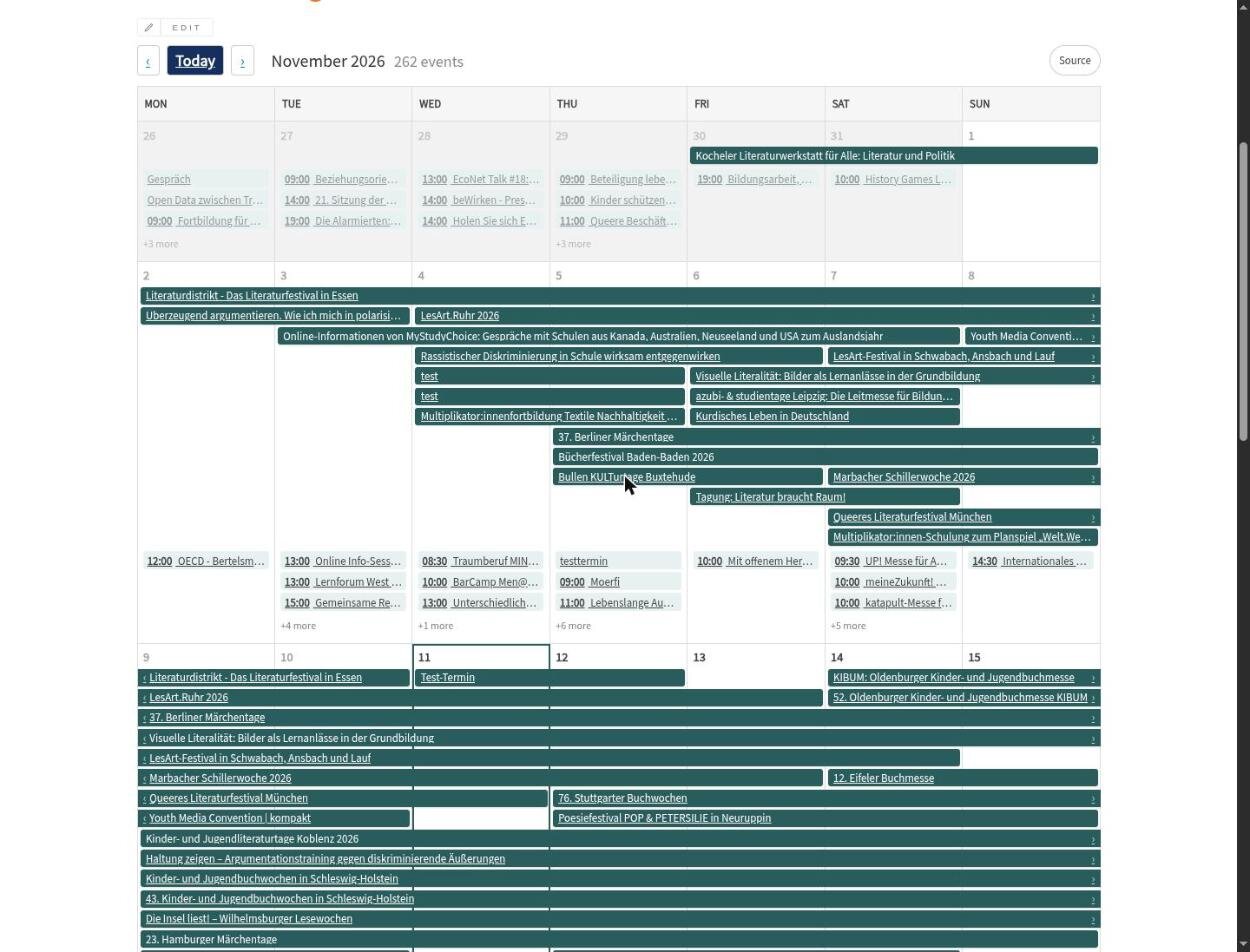 EDIT
‹ Today › November 2026 262 events Source
MON TUE WED THU FRI SAT SUN
26 27 28 29 30 31 1
Kocheler Literaturwerkstatt für Alle: Literatur und Politik
Gespräch 09:00 Beziehungsorie… 13:00 EcoNet Talk #18:… 09:00 Beteiligung lebe… 19:00 Bildungsarbeit, … 10:00 History Games L…
Open Data zwischen Tr… 14:00 21. Sitzung der … 14:00 beWirken - Pres… 10:00 Kinder schützen…
09:00 Fortbildung für … 19:00 Die Alarmierten:… 14:00 Holen Sie sich E… 11:00 Queere Beschäft…
+3 more +3 more
2 3 4 5 6 7 8
Literaturdistrikt - Das Literaturfestival in Essen ›
Überzeugend argumentieren. Wie ich mich in polarisi… LesArt.Ruhr 2026 ›
Online-Informationen von MyStudyChoice: Gespräche mit Schulen aus Kanada, Australien, Neuseeland und USA zum Auslandsjahr Youth Media Conventi… ›
Rassistischer Diskriminierung in Schule wirksam entgegenwirken LesArt-Festival in Schwabach, Ansbach und Lauf ›
test Visuelle Literalität: Bilder als Lernanlässe in der Grundbildung ›
test azubi- & studientage Leipzig: Die Leitmesse für Bildun…
Multiplikator:innenfortbildung Textile Nachhaltigkeit … Kurdisches Leben in Deutschland
37. Berliner Märchentage ›
Bücherfestival Baden-Baden 2026
Bullen KULTurtage Buxtehude Marbacher Schillerwoche 2026 ›
Tagung: Literatur braucht Raum!
Queeres Literaturfestival München ›
Multiplikator:innen-Schulung zum Planspiel „Welt.We…
12:00 OECD - Bertelsm… 13:00 Online Info-Sess… 08:30 Traumberuf MIN… testtermin 10:00 Mit offenem Her… 09:30 UP! Messe für A… 14:30 Internationales …
13:00 Lernforum West … 10:00 BarCamp Men@… 09:00 Moerfi 10:00 meineZukunft! …
15:00 Gemeinsame Re… 13:00 Unterschiedlich… 11:00 Lebenslange Au… 10:00 katapult-Messe f…
+4 more +1 more +6 more +5 more
9 10 11 12 13 14 15
‹ Literaturdistrikt - Das Literaturfestival in Essen Test-Termin KIBUM: Oldenburger Kinder- und Jugendbuchmesse ›
‹ LesArt.Ruhr 2026 52. Oldenburger Kinder- und Jugendbuchmesse KIBUM ›
‹ 37. Berliner Märchentage ›
‹ Visuelle Literalität: Bilder als Lernanlässe in der Grundbildung ›
‹ LesArt-Festival in Schwabach, Ansbach und Lauf
‹ Marbacher Schillerwoche 2026 12. Eifeler Buchmesse
‹ Queeres Literaturfestival München 76. Stuttgarter Buchwochen ›
‹ Youth Media Convention | kompakt Poesiefestival POP & PETERSILIE in Neuruppin
Kinder- und Jugendliteraturtage Koblenz 2026 ›
Haltung zeigen – Argumentationstraining gegen diskriminierende Äußerungen ›
Kinder- und Jugendbuchwochen in Schleswig-Holstein ›
43. Kinder- und Jugendbuchwochen in Schleswig-Holstein ›
Die Insel liest! – Wilhelmsburger Lesewochen ›
23. Hamburger Märchentage